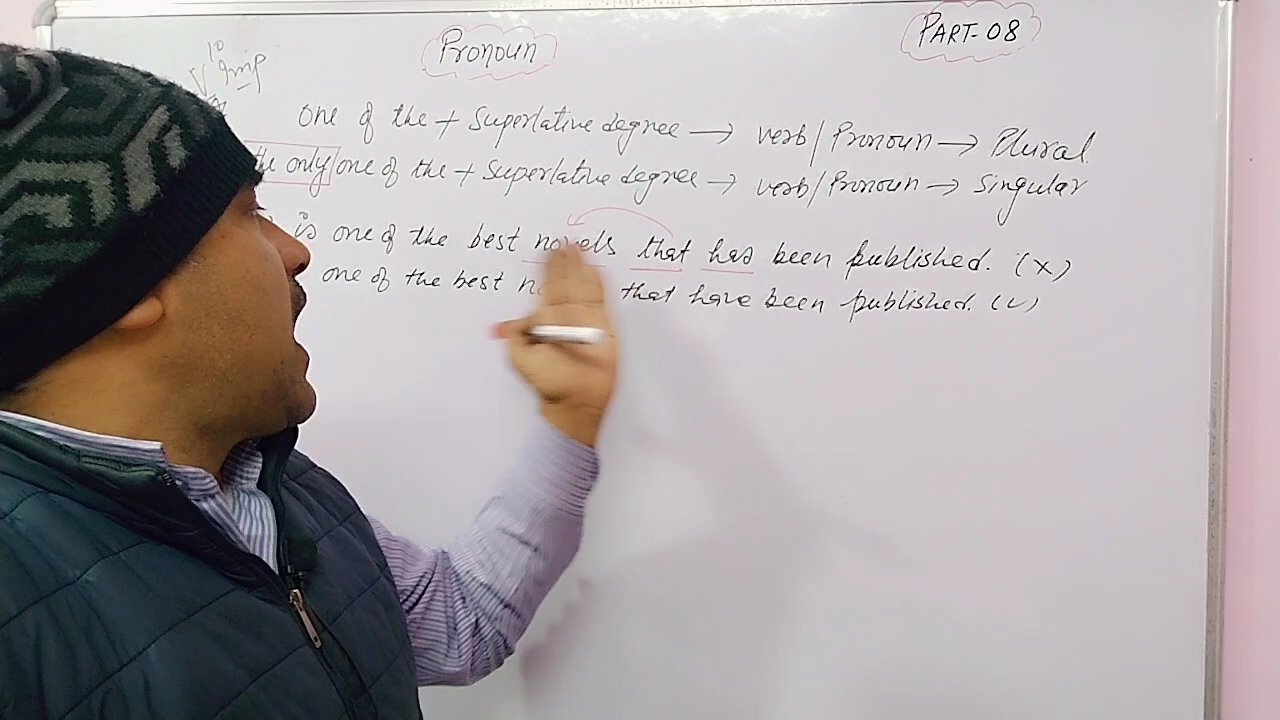 Pronoun
PART-08
10
Imp
One of the + Superlative degree → verb/Pronoun → Plural.
the only one of the + Superlative degree → verb/Pronoun → Singular
is one of the best novels that has been published. (x)
one of the best that have been published. (✓)